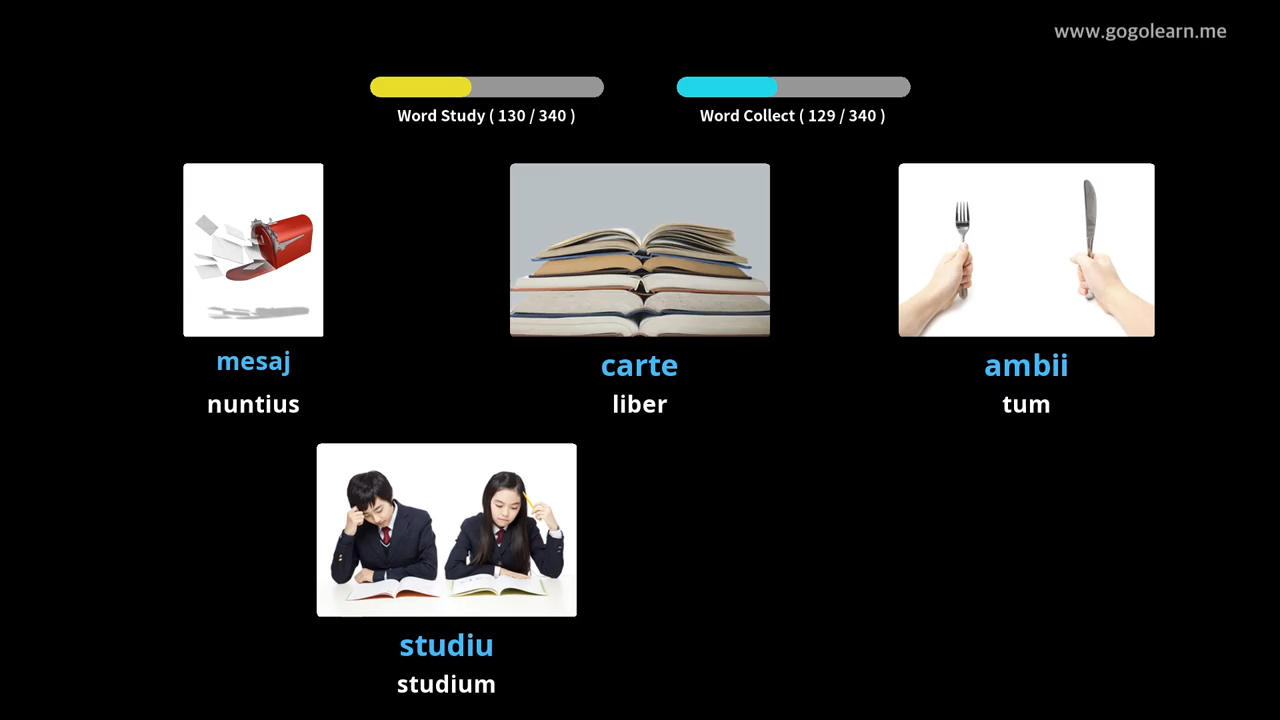 www.gogolearn.me
Word Study ( 130 / 340 )
Word Collect ( 129 / 340 )
mesaj
nuntius
carte
liber
ambii
tum
studiu
studium